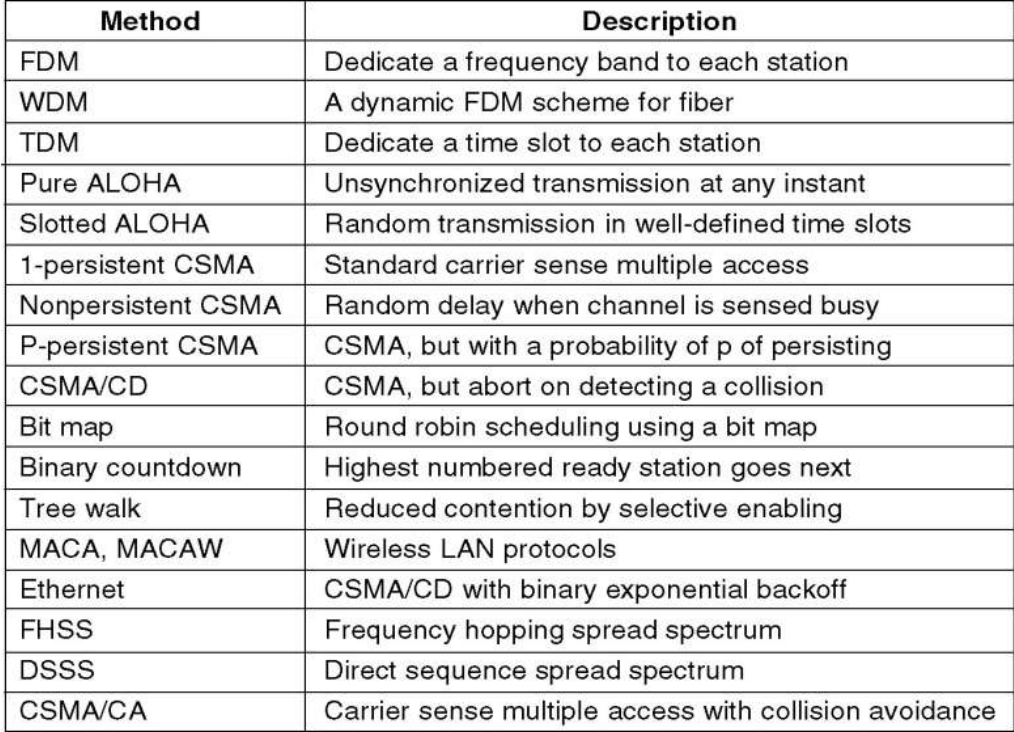 Method Description
FDM Dedicate a frequency band to each station
WDM A dynamic FDM scheme for fiber
TDM Dedicate a time slot to each station
Pure ALOHA Unsynchronized transmission at any instant
Slotted ALOHA Random transmission in well-defined time slots
1-persistent CSMA Standard carrier sense multiple access
Nonpersistent CSMA Random delay when channel is sensed busy
P-persistent CSMA CSMA, but with a probability of p of persisting
CSMA/CD CSMA, but abort on detecting a collision
Bit map Round robin scheduling using a bit map
Binary countdown Highest numbered ready station goes next
Tree walk Reduced contention by selective enabling
MACA, MACAW Wireless LAN protocols
Ethernet CSMA/CD with binary exponential backoff
FHSS Frequency hopping spread spectrum
DSSS Direct sequence spread spectrum
CSMA/CA Carrier sense multiple access with collision avoidance